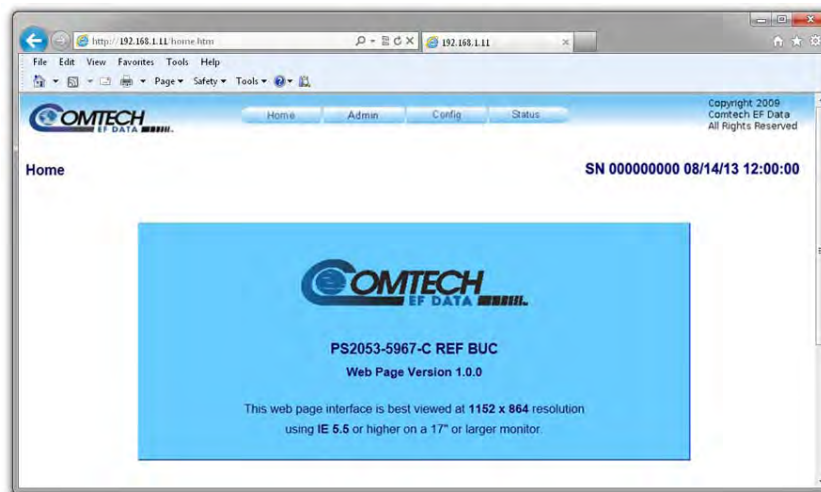 http://192.168.1.11/home.htm
192.168.1.11
File Edit View Favorites Tools Help
Page Safety Tools
COMTECH
EF DATA
Home Admin Config Status
Copyright 2009
Comtech EF Data
All Rights Reserved
Home
SN 000000000 08/14/13 12:00:00
COMTECH
EF DATA
PS2053-5967-C REF BUC
Web Page Version 1.0.0
This web page interface is best viewed at 1152 x 864 resolution
using IE 5.5 or higher on a 17" or larger monitor.